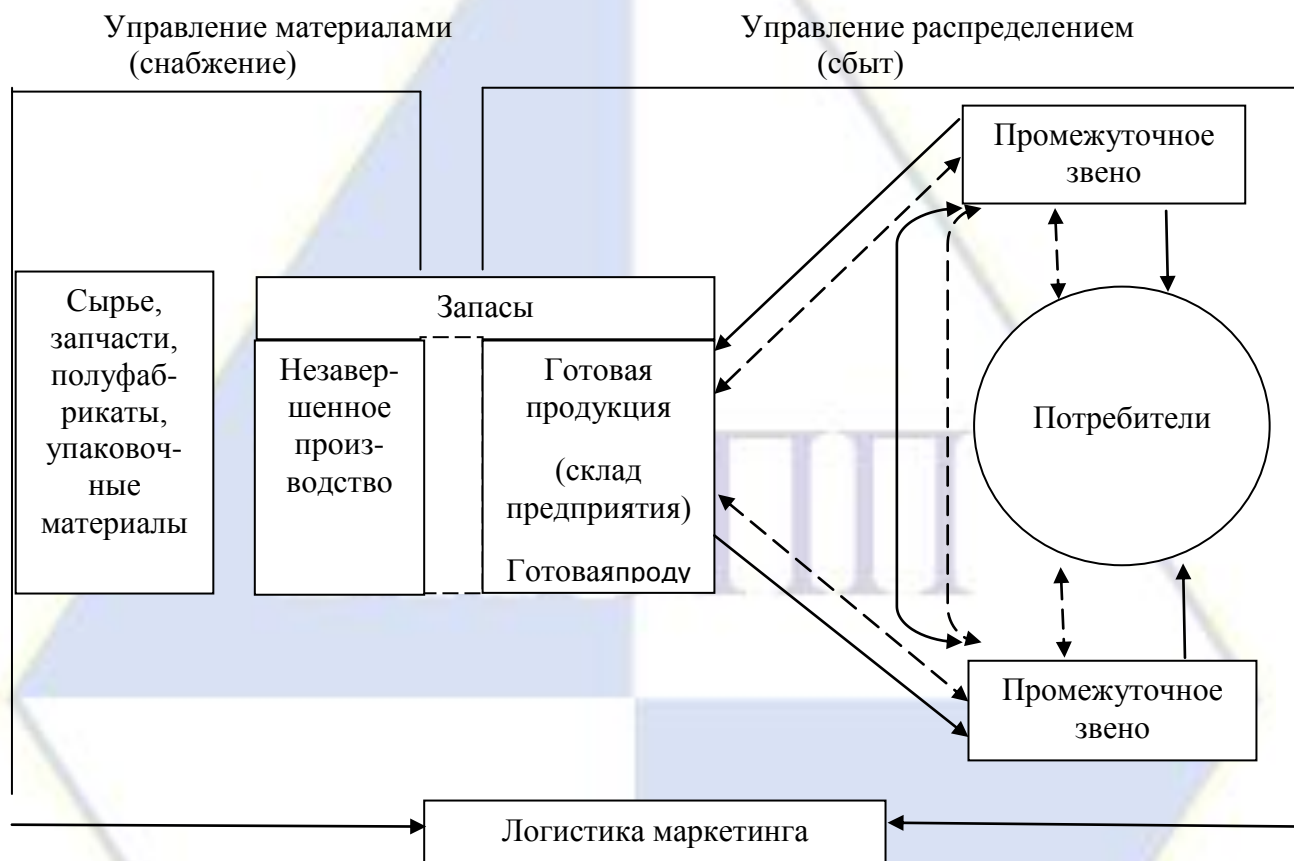 Управление материалами
(снабжение)
Управление распределением
(сбыт)
Промежуточное
звено
Сырье,
запчасти,
полуфаб-
рикаты,
упаковоч-
ные
материалы
Запасы
Незавер-
шенное
произ-
водство
Готовая
продукция
(склад
предприятия)
Готоваяпроду
Потребители
Промежуточное
звено
Логистика маркетинга